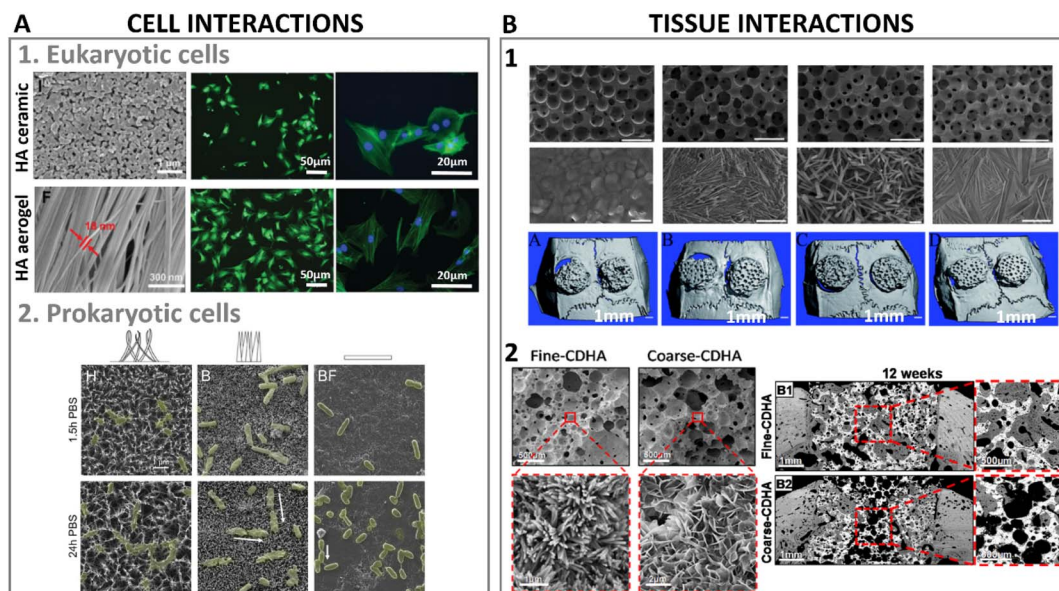 A CELL INTERACTIONS
1. Eukaryotic cells
HA ceramic
1 μm
50μm
20μm
HA aerogel
F
18 nm
300 nm
50μm
20μm
2. Prokaryotic cells
1.5h PBS
H
1 μm
B
BF
24h PBS
B TISSUE INTERACTIONS
1
A
1mm
B
1mm
C
1mm
D
1mm
2
Fine-CDHA
Coarse-CDHA
12 weeks
500μm
500μm
Fine-CDHA
B1
1mm
500μm
2μm
Coarse-CDHA
B2
1mm
500μm